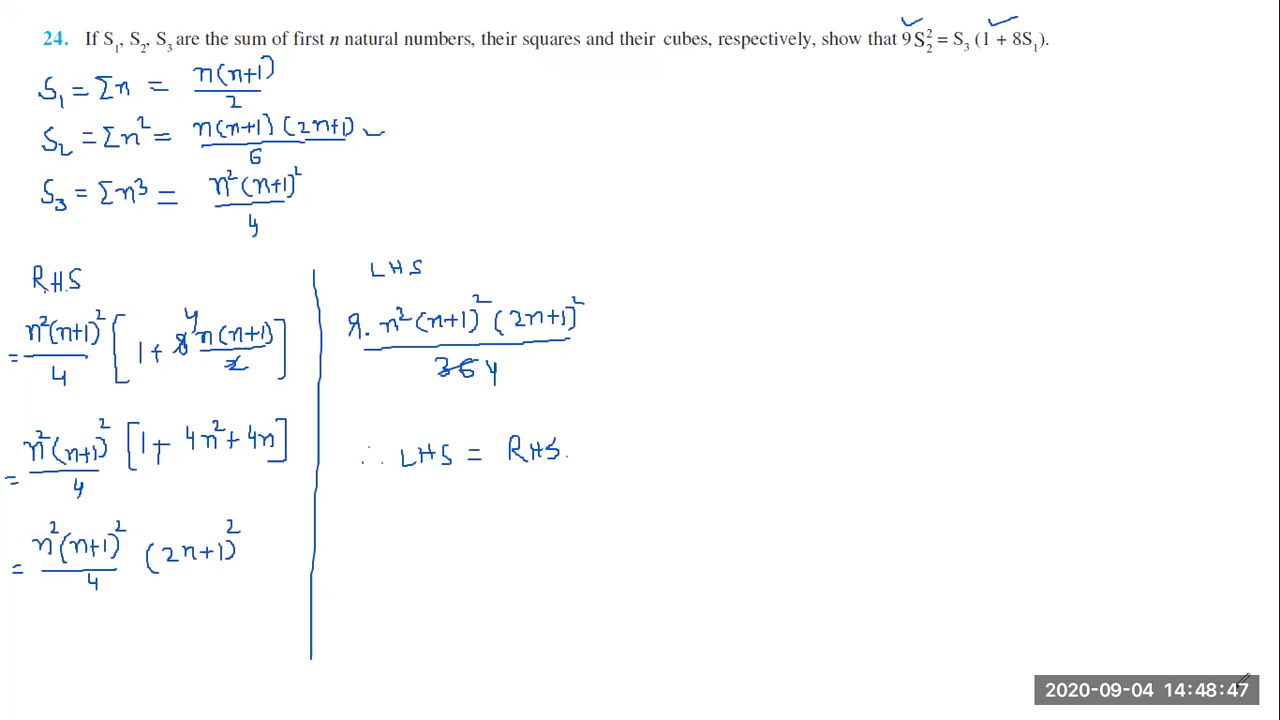 24. If S₁, S₂, S₃ are the sum of first n natural numbers, their squares and their cubes, respectively, show that 9S₂² = S₃ (1 + 8S₁).
S₁ = Σn = n(n+1)/2
S₂ = Σn² = n(n+1)(2n+1)/6
S₃ = Σn³ = n²(n+1)²/4
R.H.S
= n²(n+1)²/4 [1 + 8 4 n(n+1)/2]
= n²(n+1)²/4 [1 + 4n² + 4n]
= n²(n+1)²/4 (2n+1)²
LHS
9. n²(n+1)²(2n+1)²/36 4
∴ LHS = RHS.
2020-09-04 14:48:47